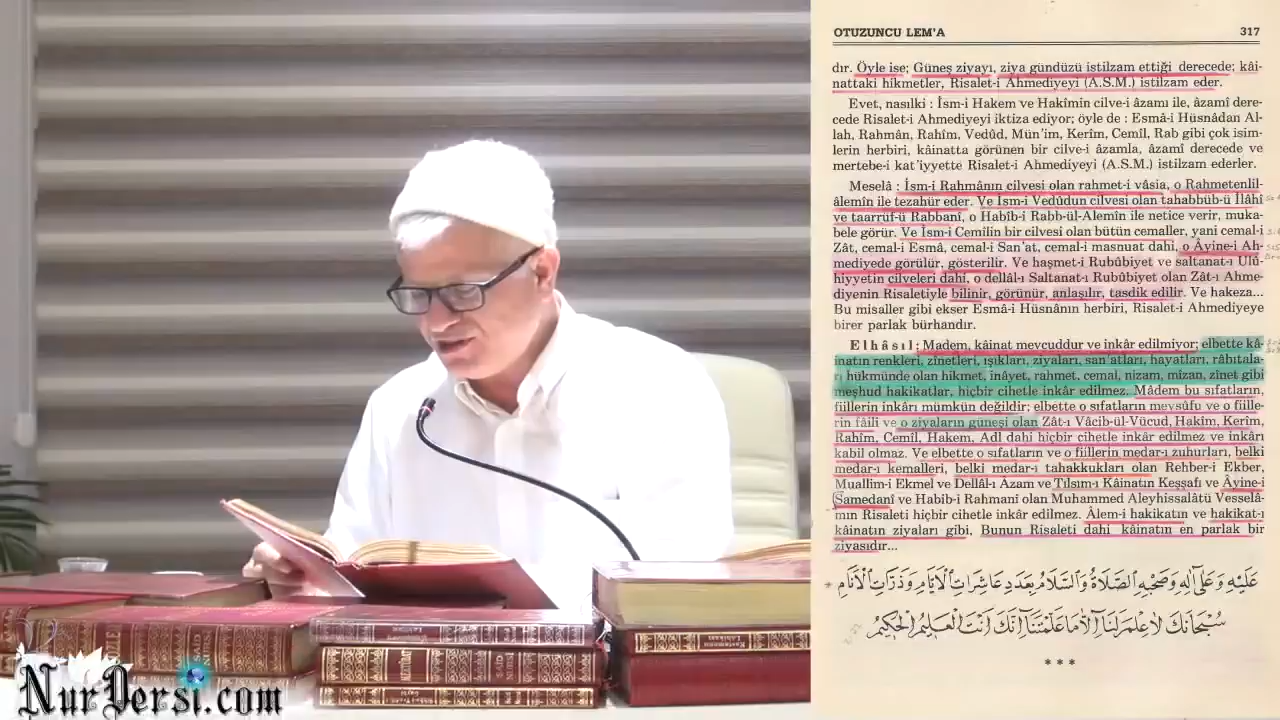 OTUZUNCU LEM'A 317
dır. Öyle ise; Güneş ziyayı, ziya gündüzü istilzam ettiği derecede; kâi-
nattaki hikmetler, Risalet-i Ahmediyeyi (A.S.M.) istilzam eder.
Evet, nasılki : İsm-i Hakem ve Hakîmin cilve-i âzamı ile, âzamî dere-
cede Risalet-i Ahmediyeyi iktiza ediyor; öyle de : Esmâ-i Hüsnâdan Al-
lah, Rahmân, Rahîm, Vedûd, Mün'im, Kerîm, Cemîl, Rab gibi çok isim-
lerin herbiri, kâinatta görünen bir cilve-i âzamla, âzamî derecede ve
mertebe-i kat'iyyette Risalet-i Ahmediyeyi (A.S.M.) istilzam ederler.
Meselâ : İsm-i Rahmânın cilvesi olan rahmet-i vâsia, o Rahmetenlil-
âlemîn ile tezahür eder. Ve İsm-i Vedûdun cilvesi olan tahabbüb-ü İlâhî
ve taarrüf-ü Rabbanî, o Habîb-i Rabb-ül-Alemîn ile netice verir, muka-
bele görür. Ve İsm-i Cemîlin bir cilvesi olan bütün cemaller, yani cemal-i
Zât, cemal-i Esmâ, cemal-i San'at, cemal-i masnuat dahi, o Âyine-i Ah-
mediyede görülür, gösterilir. Ve haşmet-i Rubûbiyet ve saltanat-ı Ulû-
hiyyetin cilveleri dahi, o dellâl-ı Saltanat-ı Rubûbiyet olan Zât-ı Ahme-
diyenin Risaletiyle bilinir, görünür, anlaşılır, tasdik edilir. Ve hakeza...
Bu misaller gibi ekser Esmâ-i Hüsnânın herbiri, Risalet-i Ahmediyeye
birer parlak bürhandır.
Elhâsıl: Madem, kâinat mevcuddur ve inkâr edilmiyor; elbette kâ-
inatın renkleri, zînetleri, ışıkları, ziyaları, san'atları, hayatları, râbıtala-
rı hükmünde olan hikmet, inâyet, rahmet, cemal, nizam, mîzan, zînet gibi
meşhud hakikatlar, hiçbir cihetle inkâr edilmez. Mâdem bu sıfatların,
fiillerin inkârı mümkün değildir; elbette o sıfatların mevsûfu ve o fiille-
rin fâili ve o ziyaların güneşi olan Zât-ı Vâcib-ül-Vücud, Hakîm, Kerîm,
Rahîm, Cemîl, Hakem, Adl dahi hiçbir cihetle inkâr edilmez ve inkârı
kabil olmaz. Ve elbette o sıfatların ve o fiillerin medar-ı zuhurları, belki
medar-ı kemalleri, belki medar-ı tahakkukları olan Rehber-i Ekber,
Muallim-i Ekmel ve Dellâl-ı Azam ve Tılsım-ı Kâinatın Keşşafı ve Âyine-i
Samedanî ve Habib-i Rahmanî olan Muhammed Aleyhissalâtü Vesselâ-
mın Risaleti hiçbir cihetle inkâr edilmez. Âlem-i hakikatın ve hakikat-ı
kâinatın ziyaları gibi, Bunun Risaleti dahi kâinatın en parlak bir
ziyasıdır...
عَلَيْهِ وَعَلَى آلِهِ وَصَحْبِهِ الصَّلَاةُ وَالسَّلَامُ بِعَدَدِ عَاشِرَاتِ الْاَيَّامِ وَذَرَّاتِ الْاَنَامِ
سُبْحَانَكَ لَا عِلْمَ لَنَا اِلَّا مَا عَلَّمْتَنَا اِنَّكَ اَنْتَ الْعَلِيمُ الْحَكِيمُ
***
NurDersi.com